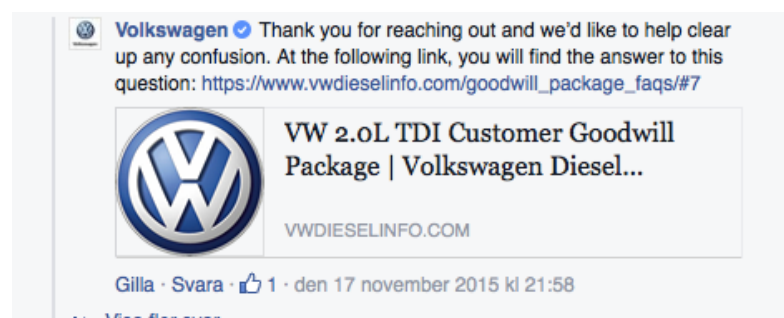 Volkswagen Thank you for reaching out and we'd like to help clear
up any confusion. At the following link, you will find the answer to this
question: https://www.vwdieselinfo.com/goodwill_package_faqs/#7
VW 2.0L TDI Customer Goodwill
Package | Volkswagen Diesel...
VWDIESELINFO.COM
Gilla · Svara · 1 · den 17 november 2015 kl 21:58